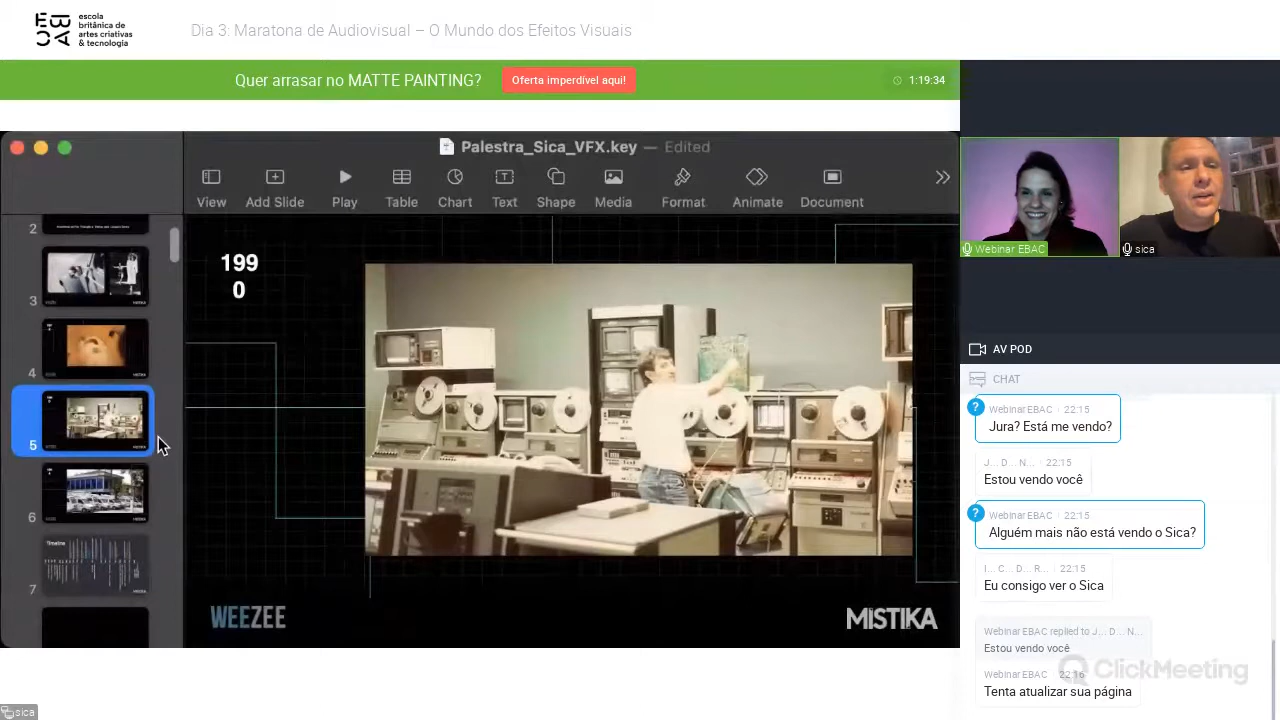 escola
britânica de
artes criativas
& tecnologia
Dia 3: Maratona de Audiovisual – O Mundo dos Efeitos Visuais
Quer arrasar no MATTE PAINTING?
Oferta imperdível aqui!
1:19:34
Palestra_Sica_VFX.key — Edited
View
Add Slide
Play
Table
Chart
Text
Shape
Media
Format
Animate
Document
2
3
4
5
6
7
Timeline
199
0
WEEZEE
MISTIKA
sica
Webinar EBAC
sica
AV POD
CHAT
Webinar EBAC 22:15
Jura? Está me vendo?
J... D... N... 22:15
Estou vendo você
Webinar EBAC 22:15
Alguém mais não está vendo o Sica?
I... C... D... R... 22:15
Eu consigo ver o Sica
Webinar EBAC replied to J... D... N...
Estou vendo você
Webinar EBAC 22:16
Tenta atualizar sua página
ClickMeeting